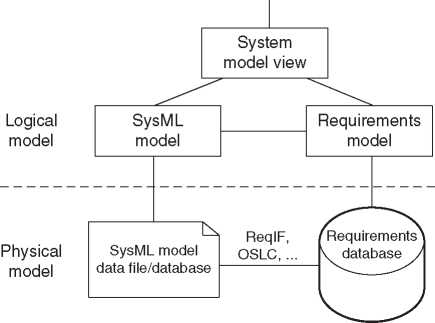 System
model view
Logical
model
SysML
model
Requirements
model
Physical
model
SysML model
data file/database
ReqIF,
OSLC, ...
Requirements
database